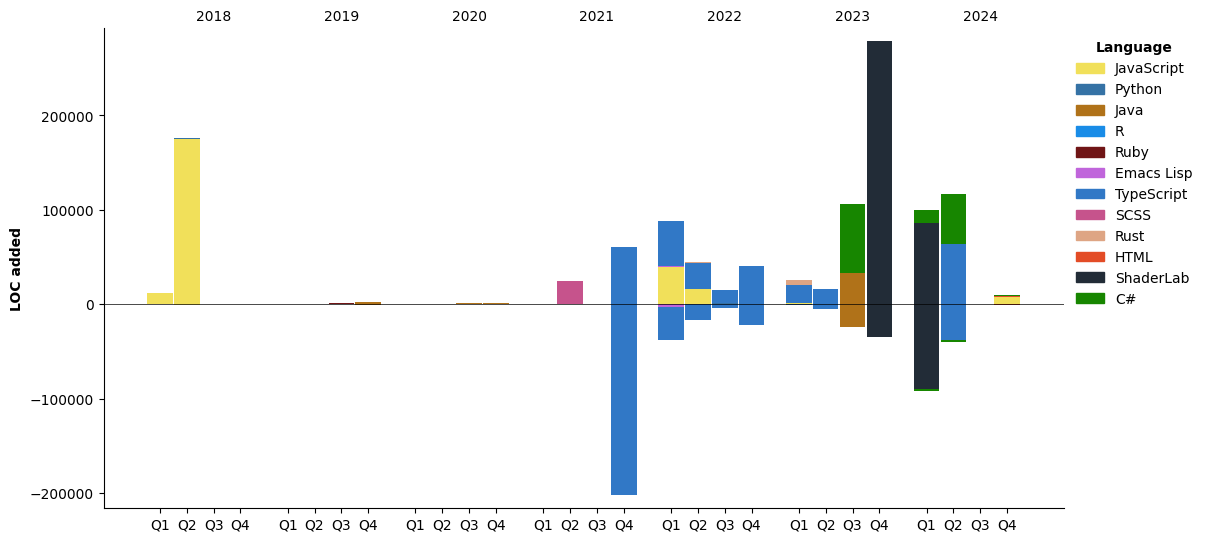 2018 2019 2020 2021 2022 2023 2024
LOC added
200000
100000
0
−100000
−200000
Q1 Q2 Q3 Q4 Q1 Q2 Q3 Q4 Q1 Q2 Q3 Q4 Q1 Q2 Q3 Q4 Q1 Q2 Q3 Q4 Q1 Q2 Q3 Q4 Q1 Q2 Q3 Q4
Language
JavaScript
Python
Java
R
Ruby
Emacs Lisp
TypeScript
SCSS
Rust
HTML
ShaderLab
C#